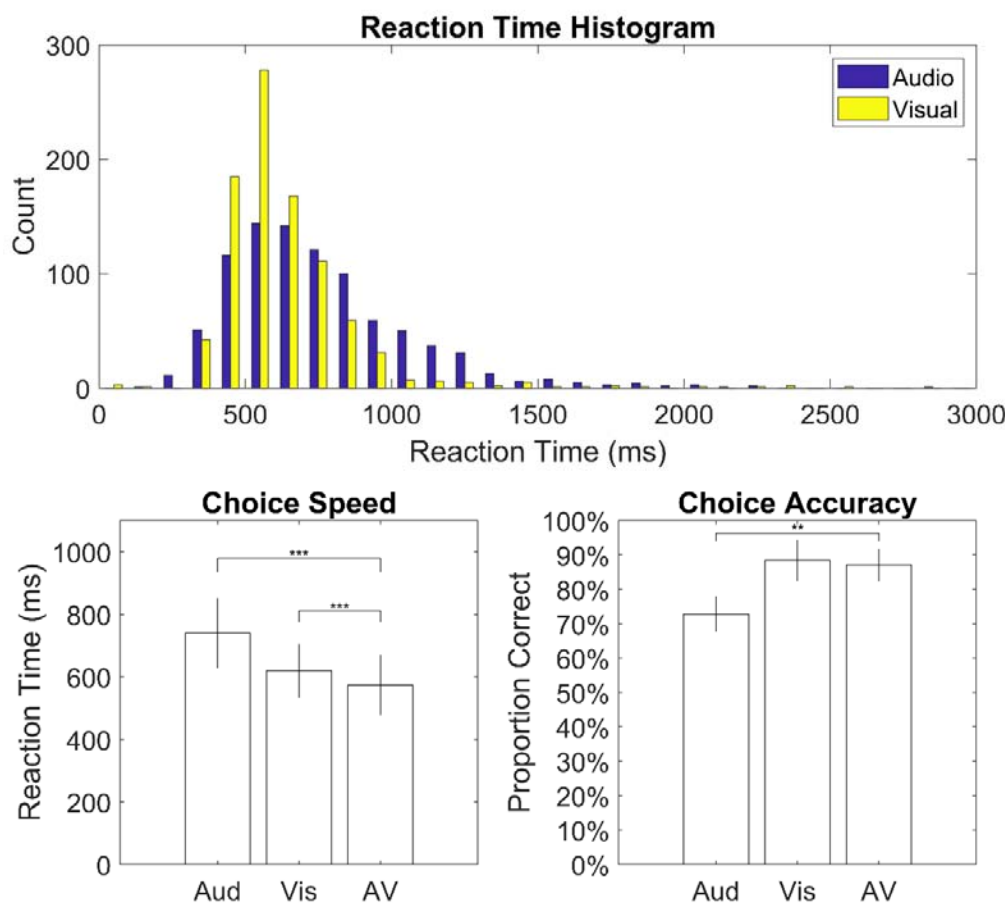 Reaction Time Histogram
300
200
100
0
Count
Audio
Visual
0 500 1000 1500 2000 2500 3000
Reaction Time (ms)
Choice Speed
1000
800
600
400
200
0
Reaction Time (ms)
***
***
Aud Vis AV
Choice Accuracy
100%
90%
80%
70%
60%
50%
40%
30%
20%
10%
0%
Proportion Correct
**
Aud Vis AV